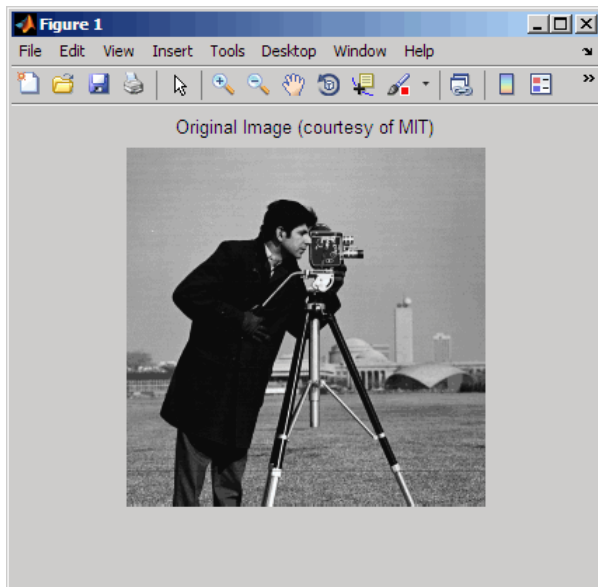 Figure 1
File Edit View Insert Tools Desktop Window Help
Original Image (courtesy of MIT)